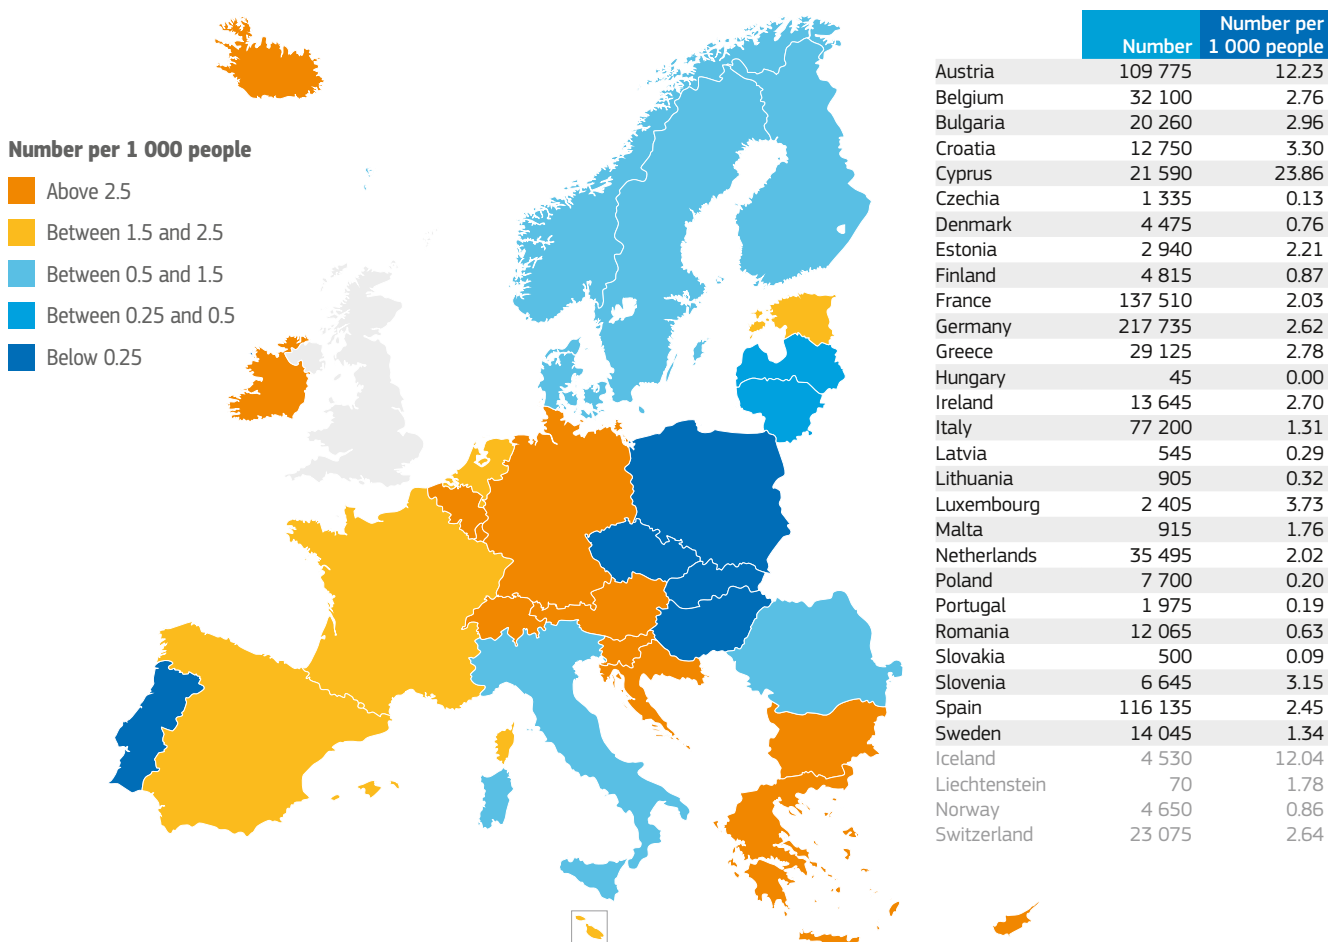 Number per 1 000 people
Above 2.5
Between 1.5 and 2.5
Between 0.5 and 1.5
Between 0.25 and 0.5
Below 0.25
Number Number per 1 000 people
Austria 109 775 12.23
Belgium 32 100 2.76
Bulgaria 20 260 2.96
Croatia 12 750 3.30
Cyprus 21 590 23.86
Czechia 1 335 0.13
Denmark 4 475 0.76
Estonia 2 940 2.21
Finland 4 815 0.87
France 137 510 2.03
Germany 217 735 2.62
Greece 29 125 2.78
Hungary 45 0.00
Ireland 13 645 2.70
Italy 77 200 1.31
Latvia 545 0.29
Lithuania 905 0.32
Luxembourg 2 405 3.73
Malta 915 1.76
Netherlands 35 495 2.02
Poland 7 700 0.20
Portugal 1 975 0.19
Romania 12 065 0.63
Slovakia 500 0.09
Slovenia 6 645 3.15
Spain 116 135 2.45
Sweden 14 045 1.34
Iceland 4 530 12.04
Liechtenstein 70 1.78
Norway 4 650 0.86
Switzerland 23 075 2.64